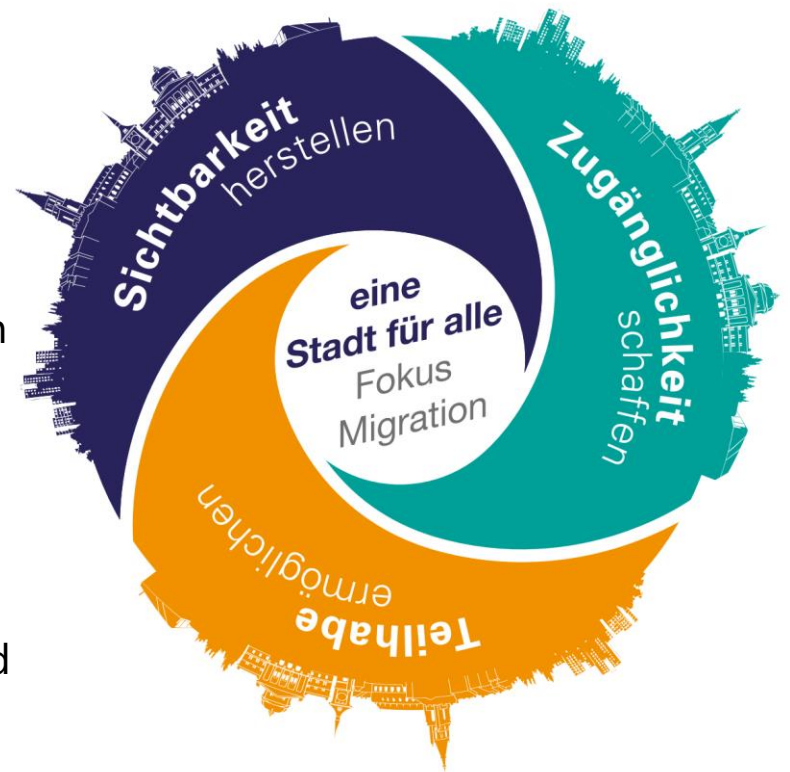 Sichtbarkeit
herstellen
Zugänglichkeit
schaffen
eine
Stadt für alle
Fokus
Migration
Teilhabe
ermöglichen
n
d